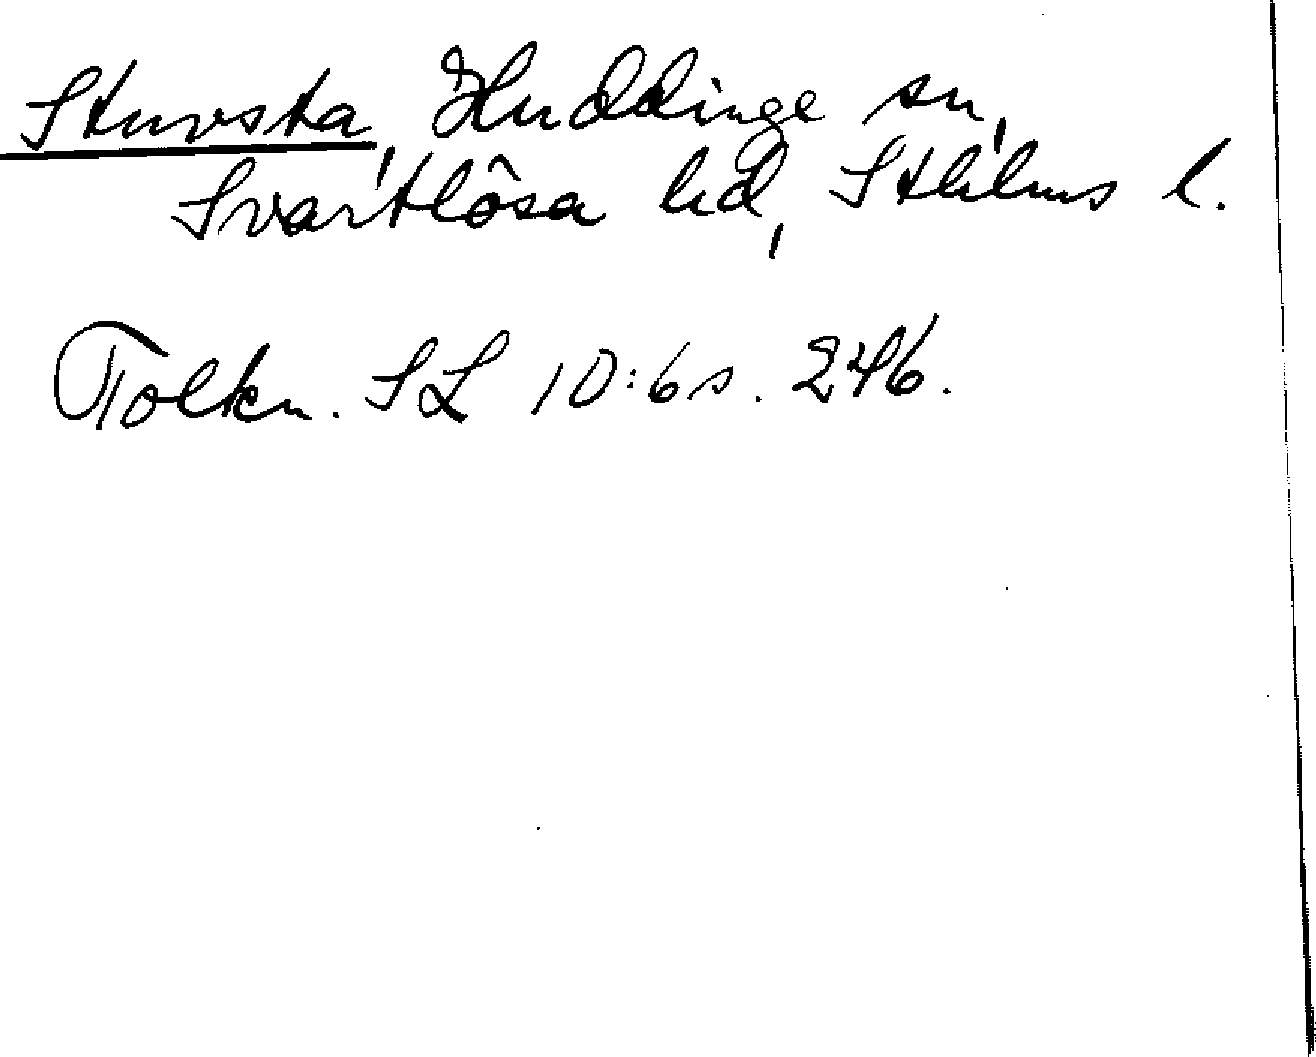 Stuvsta, Huddinge sn,
Svartlösa hd, Sthlms l.
Tolkn. SL 10:6 s. 246.